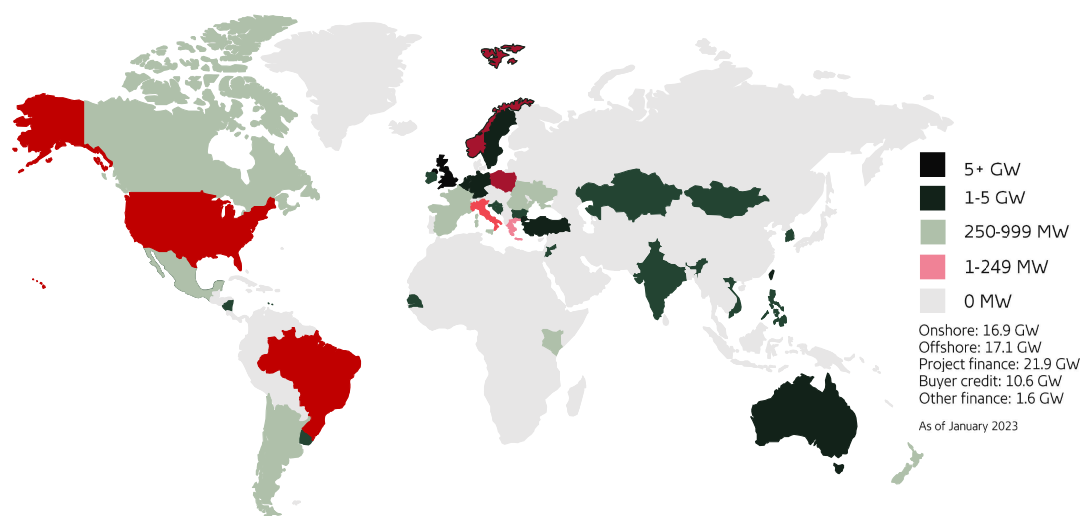 5+ GW
1-5 GW
250-999 MW
1-249 MW
0 MW
Onshore: 16.9 GW
Offshore: 17.1 GW
Project finance: 21.9 GW
Buyer credit: 10.6 GW
Other finance: 1.6 GW
As of January 2023